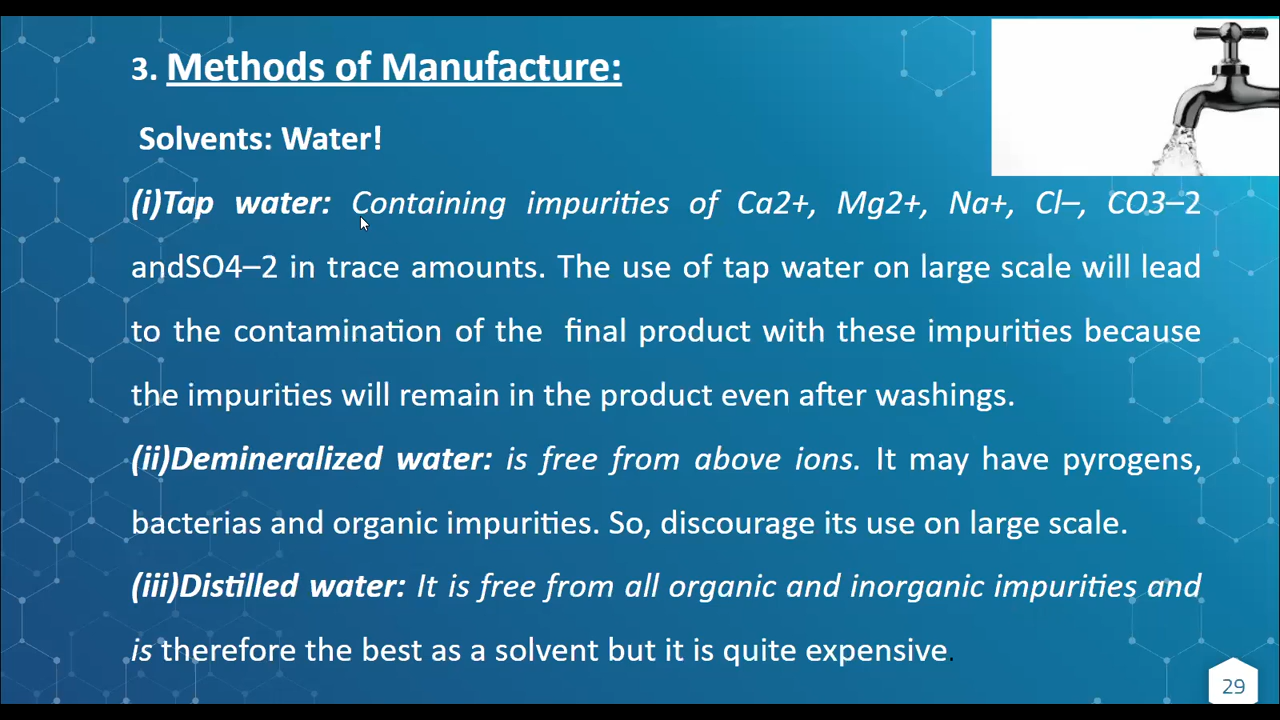 3. Methods of Manufacture:
Solvents: Water!
(i)Tap water: Containing impurities of Ca2+, Mg2+, Na+, Cl–, CO3–2
andSO4–2 in trace amounts. The use of tap water on large scale will lead
to the contamination of the final product with these impurities because
the impurities will remain in the product even after washings.
(ii)Demineralized water: is free from above ions. It may have pyrogens,
bacterias and organic impurities. So, discourage its use on large scale.
(iii)Distilled water: It is free from all organic and inorganic impurities and
is therefore the best as a solvent but it is quite expensive.
29